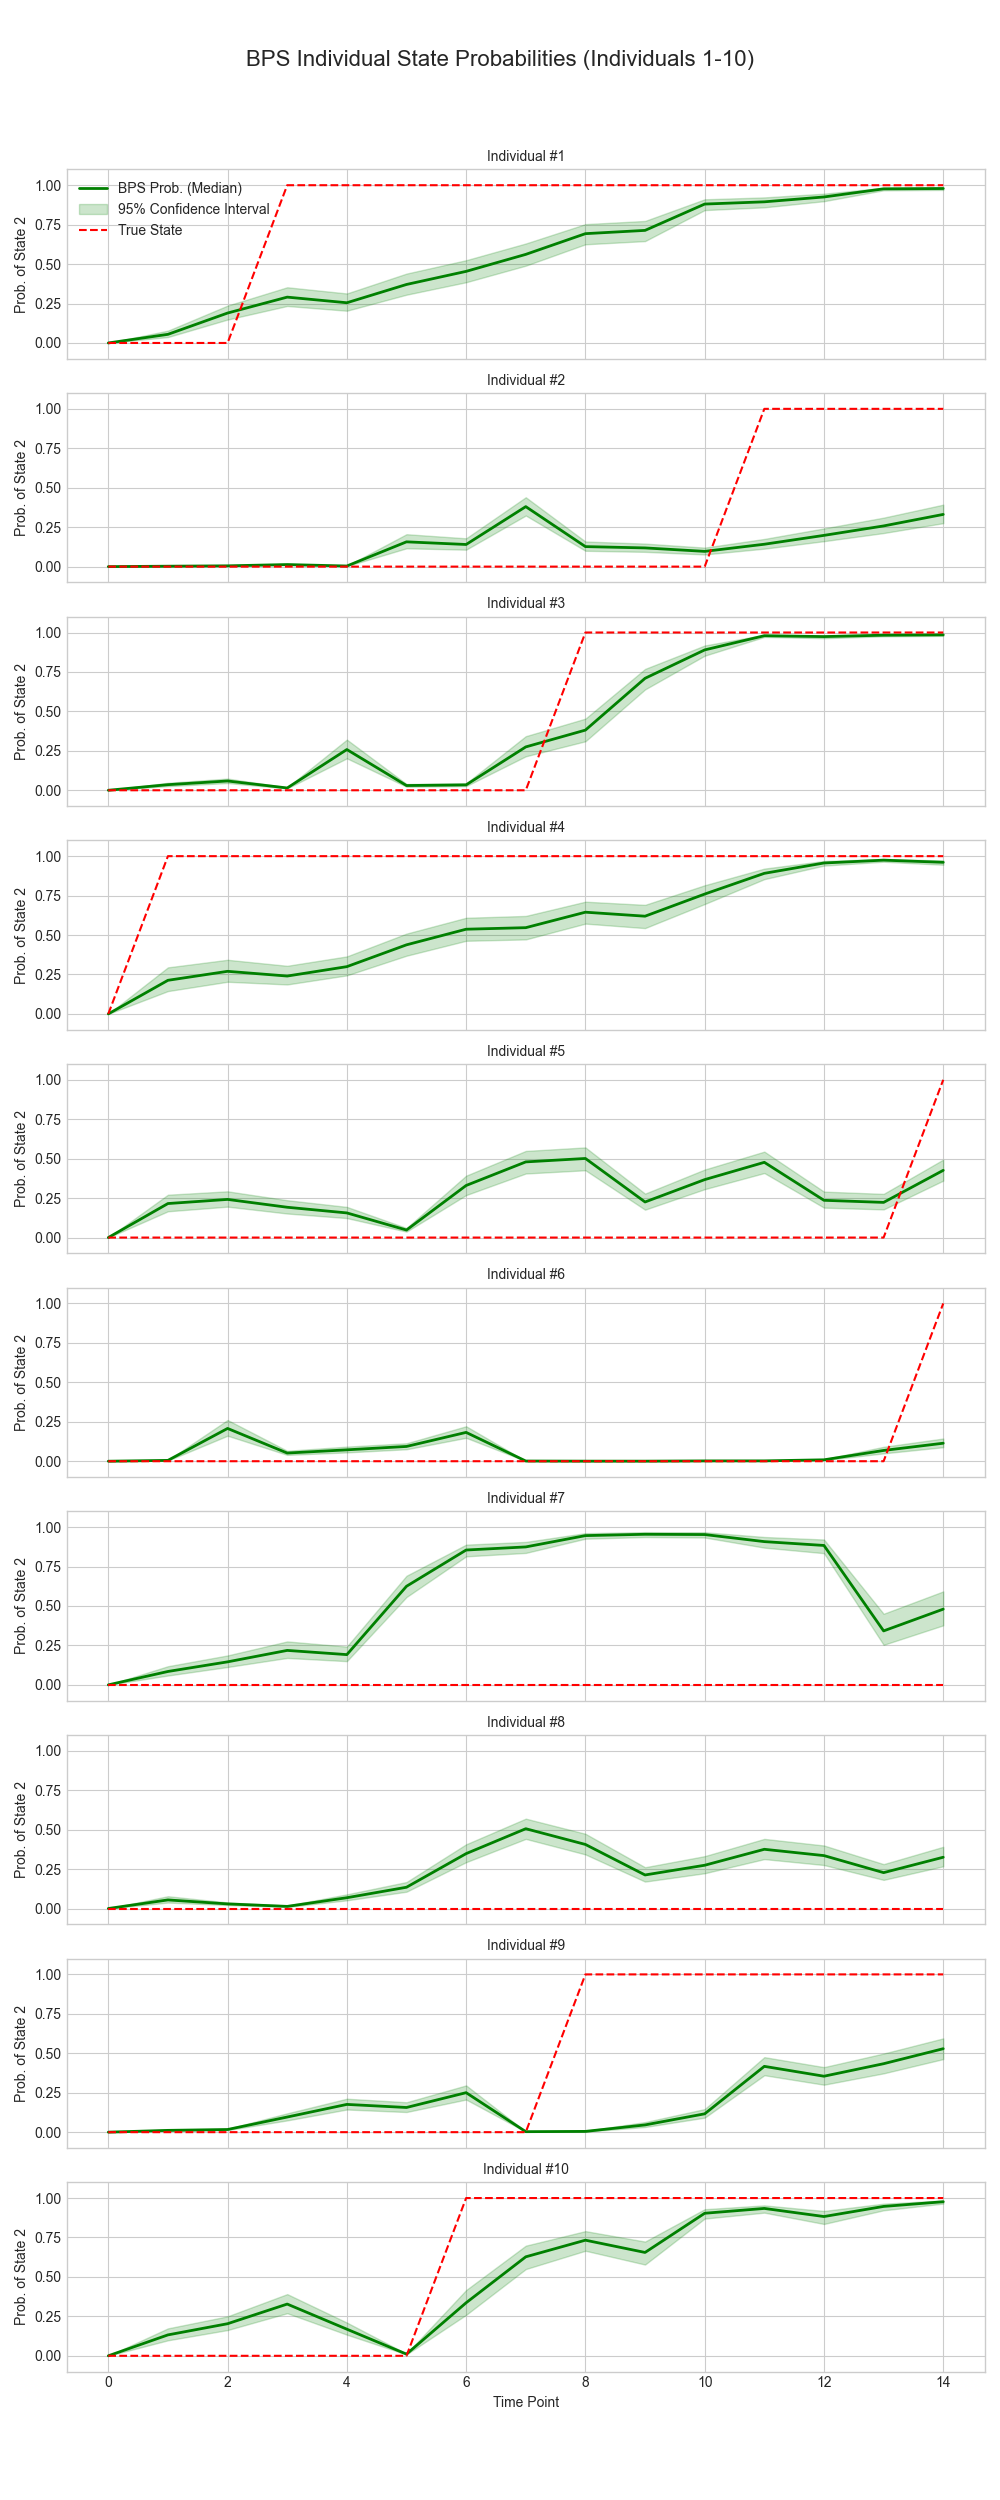 BPS Individual State Probabilities (Individuals 1-10)
Individual #1
1.00
0.75
0.50
0.25
0.00
Prob. of State 2
BPS Prob. (Median)
95% Confidence Interval
True State
Individual #2
1.00
0.75
0.50
0.25
0.00
Prob. of State 2
Individual #3
1.00
0.75
0.50
0.25
0.00
Prob. of State 2
Individual #4
1.00
0.75
0.50
0.25
0.00
Prob. of State 2
Individual #5
1.00
0.75
0.50
0.25
0.00
Prob. of State 2
Individual #6
1.00
0.75
0.50
0.25
0.00
Prob. of State 2
Individual #7
1.00
0.75
0.50
0.25
0.00
Prob. of State 2
Individual #8
1.00
0.75
0.50
0.25
0.00
Prob. of State 2
Individual #9
1.00
0.75
0.50
0.25
0.00
Prob. of State 2
Individual #10
1.00
0.75
0.50
0.25
0.00
Prob. of State 2
0 2 4 6 8 10 12 14
Time Point